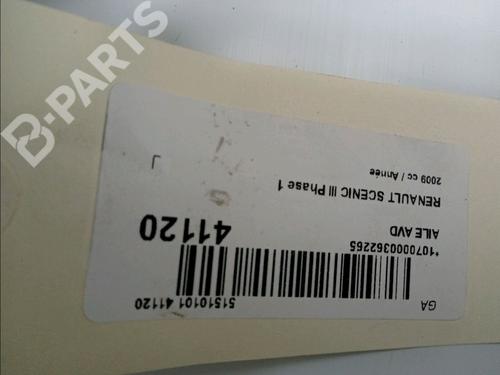 B-PARTS
GA
51510101 41120
*1070000362265
41120
AILE AVD
RENAULT SCENIC III Phase 1
2009 cc / Année
J